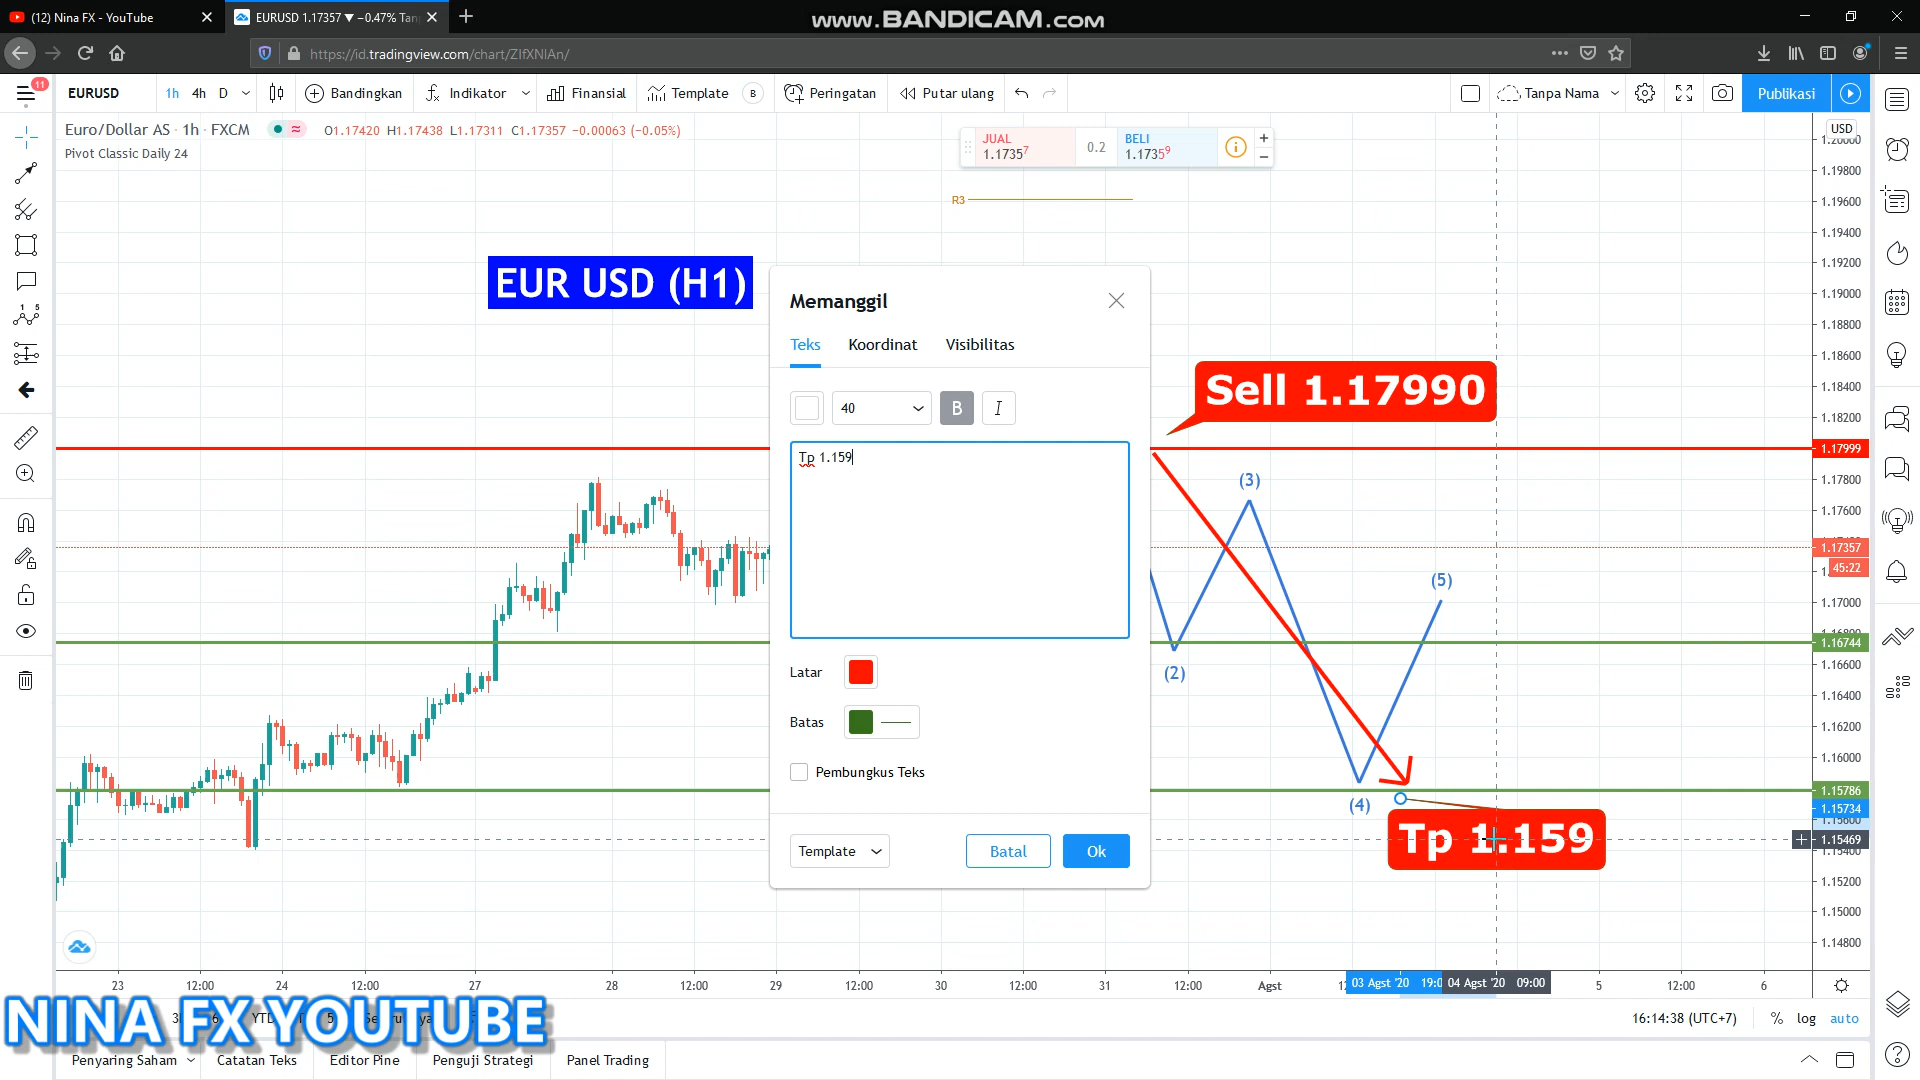 (12) Nina FX - YouTube
EURUSD 1.17357 ▼ −0.47% Tan
www.BANDICAM.com
https://id.tradingview.com/chart/ZIfXNIAn/
11
EURUSD
1h
4h
D
Bandingkan
Indikator
Finansial
Template
B
Peringatan
Putar ulang
Tanpa Nama
Publikasi
Euro/Dollar AS · 1h · FXCM
O1.17420 H1.17438 L1.17311 C1.17357 −0.00063 (−0.05%)
Pivot Classic Daily 24
JUAL
1.17357
0.2
BELI
1.17359
USD
R3
EUR USD (H1)
Memanggil
Teks
Koordinat
Visibilitas
40
B
I
Tp 1.159
Latar
Batas
Pembungkus Teks
Template
Batal
Ok
Sell 1.17990
(2)
(3)
(4)
(5)
Tp 1.159
1.20000
1.19800
1.19600
1.19400
1.19200
1.19000
1.18800
1.18600
1.18400
1.18200
1.17999
1.17800
1.17600
1.17357
45:22
1.17000
1.16744
1.16600
1.16400
1.16200
1.16000
1.15786
1.15734
1.15600
1.15469
1.15400
1.15200
1.15000
1.14800
23
12:00
24
12:00
27
28
12:00
29
12:00
30
12:00
31
12:00
Agst
03 Agst '20
19:0
04 Agst '20
09:00
5
12:00
6
NINA FX YOUTUBE
YTD
16:14:38 (UTC+7)
%
log
auto
Penyaring Saham
Catatan Teks
Editor Pine
Penguji Strategi
Panel Trading